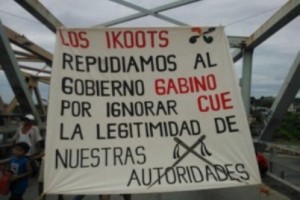 LOS IKOOTS
REPUDIAMOS AL
GOBIERNO GABINO
POR IGNORAR CUE
LA LEGITIMIDAD DE
NUESTRAS
AUTORIDADES